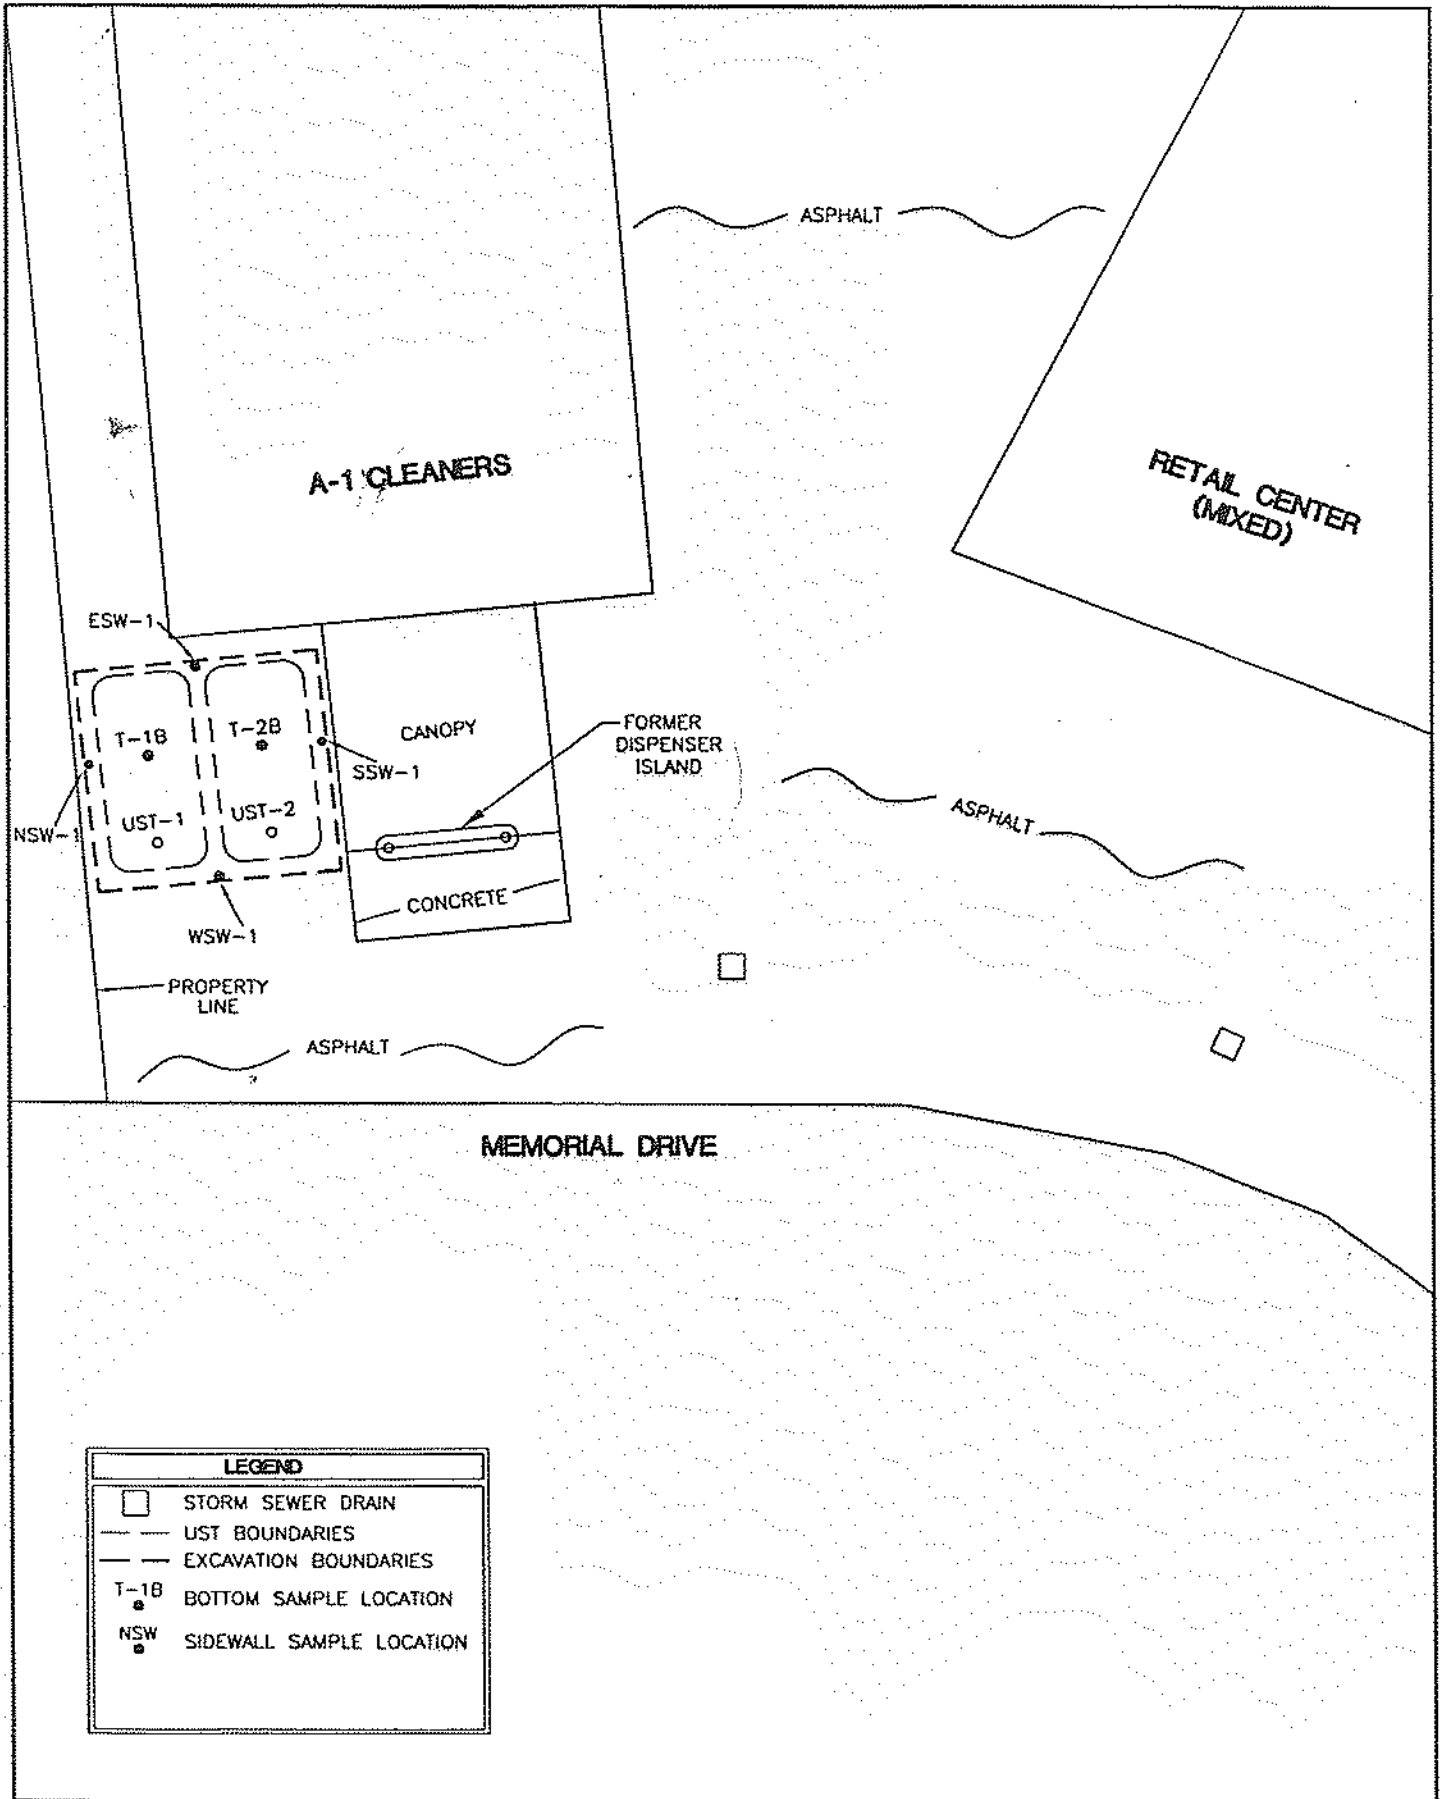 ASPHALT
A-1 CLEANERS
RETAIL CENTER
(MIXED)
ESW-1
T-1B
T-2B
CANOPY
FORMER
DISPENSER
ISLAND
SSW-1
NSW-1
UST-1
UST-2
ASPHALT
CONCRETE
WSW-1
PROPERTY
LINE
ASPHALT
MEMORIAL DRIVE
LEGEND
STORM SEWER DRAIN
UST BOUNDARIES
EXCAVATION BOUNDARIES
T-1B BOTTOM SAMPLE LOCATION
NSW SIDEWALL SAMPLE LOCATION